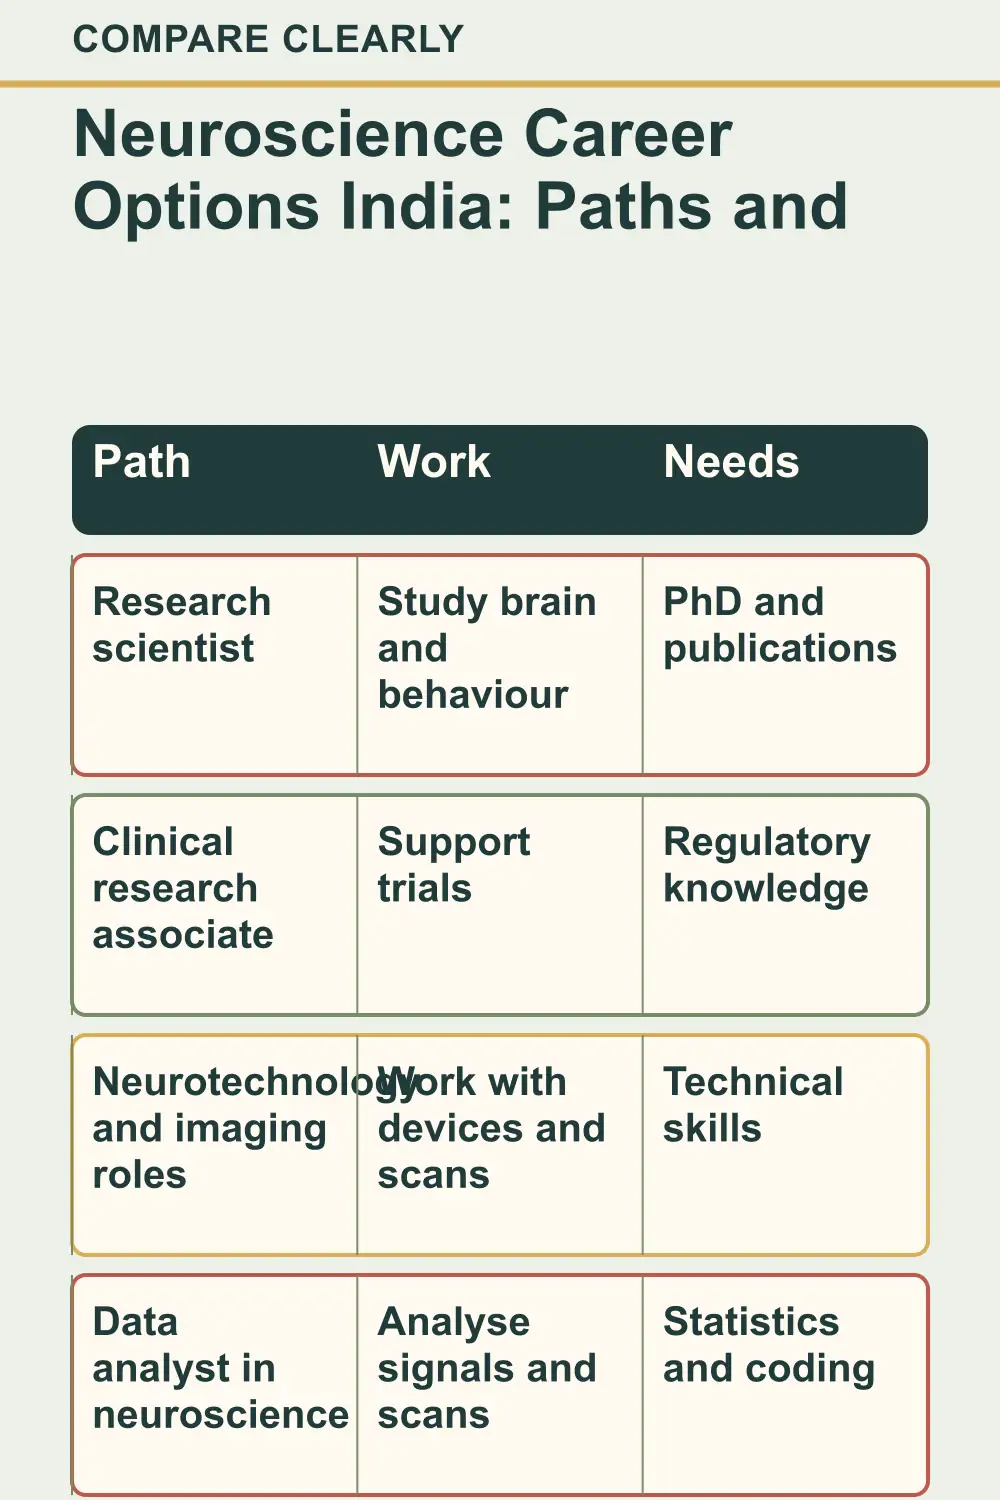 COMPARE CLEARLY
Neuroscience Career
Options India: Paths and
Path Work Needs
Research
scientist
Study brain
and
behaviour
PhD and
publications
Clinical
research
associate
Support
trials
Regulatory
knowledge
Neurotechnology
and imaging
roles
Work with
devices and
scans
Technical
skills
Data
analyst in
neuroscience
Analyse
signals and
scans
Statistics
and coding